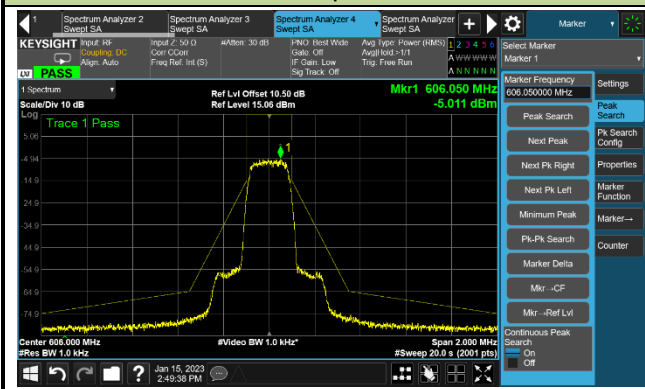 1 Spectrum Analyzer 2 Swept SA Spectrum Analyzer 3 Swept SA Spectrum Analyzer 4 Swept SA Spectrum Analyzer Swept SA + Marker
KEYSIGHT Input: RF Input Z: 50 Ω #Atten: 30 dB PNO: Best Wide Avg Type: Power (RMS) 1 2 3 4 5 6
Coupling: DC Corr CCorr Gate: Off Avg|Hold:>1/1 A W W W W W
Align: Auto Freq Ref: Int (S) IF Gain: Low Trig: Free Run
Sig Track: Off A N N N N N
LXI PASS
Select Marker
Marker 1
1 Spectrum
Scale/Div 10 dB
Ref Lvl Offset 10.50 dB
Ref Level 15.06 dBm
Mkr1 606.050 MHz
-5.011 dBm
Log
Trace 1 Pass
1
5.06
-4.94
-14.9
-24.9
-34.9
-44.9
-54.9
-64.9
-74.9
Center 606.000 MHz #Video BW 1.0 kHz* Span 2.000 MHz
#Res BW 1.0 kHz #Sweep 20.0 s (2001 pts)
Marker Frequency
606.050000 MHz
Peak Search
Next Peak
Next Pk Right
Next Pk Left
Minimum Peak
Pk-Pk Search
Marker Delta
Mkr→CF
Mkr→Ref Lvl
Continuous Peak Search
On
Off
Settings
Peak Search
Pk Search Config
Properties
Marker Function
Marker→
Counter
?
Jan 15, 2023
2:49:38 PM